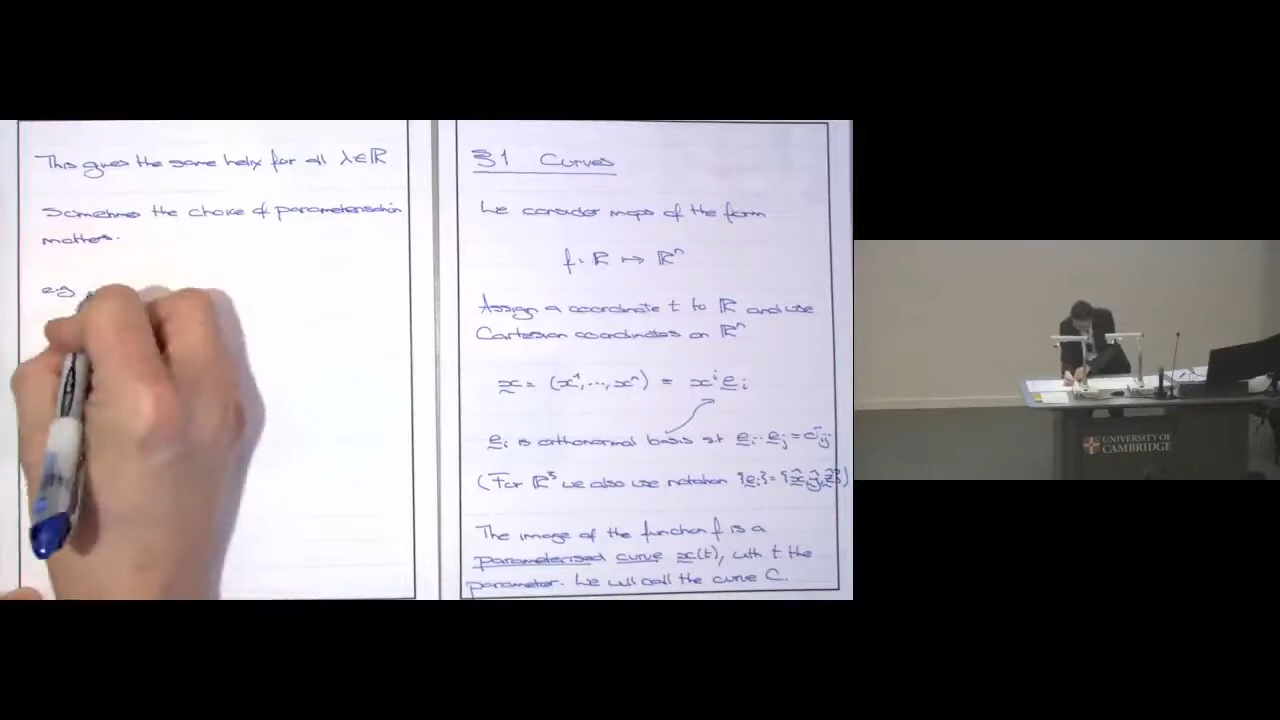 This gives the same helix for all λ∈ℝ
Sometimes the choice of parameterisation
matters.
e.g
§1 Curves
We consider maps of the form
f: ℝ ↦ ℝⁿ
Assign a coordinate t to ℝ and use
Cartesian coordinates on ℝⁿ
x = (x¹, ..., xⁿ) = xⁱ eᵢ
eᵢ is orthonormal basis s.t eᵢ · eⱼ = δᵢⱼ
(For ℝ³ we also use notation {eᵢ} = {x̂, ŷ, ẑ})
The image of the function f is a
parameterised curve x(t), with t the
parameter. We will call the curve C.
UNIVERSITY OF
CAMBRIDGE